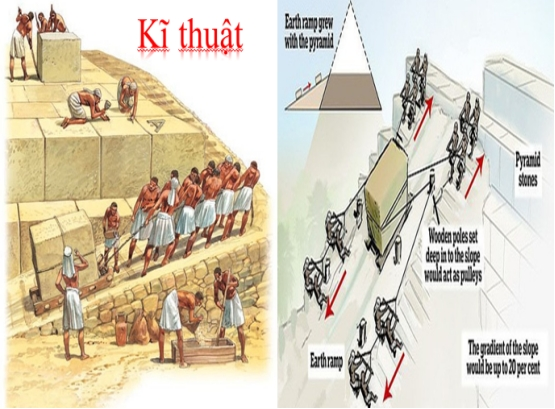 Kĩ thuật
Earth ramp grew
with the pyramid
Pyramid
stones
Wooden poles set
deep in to the slope
would act as pulleys
Earth ramp
The gradient of the slope
would be up to 20 per cent